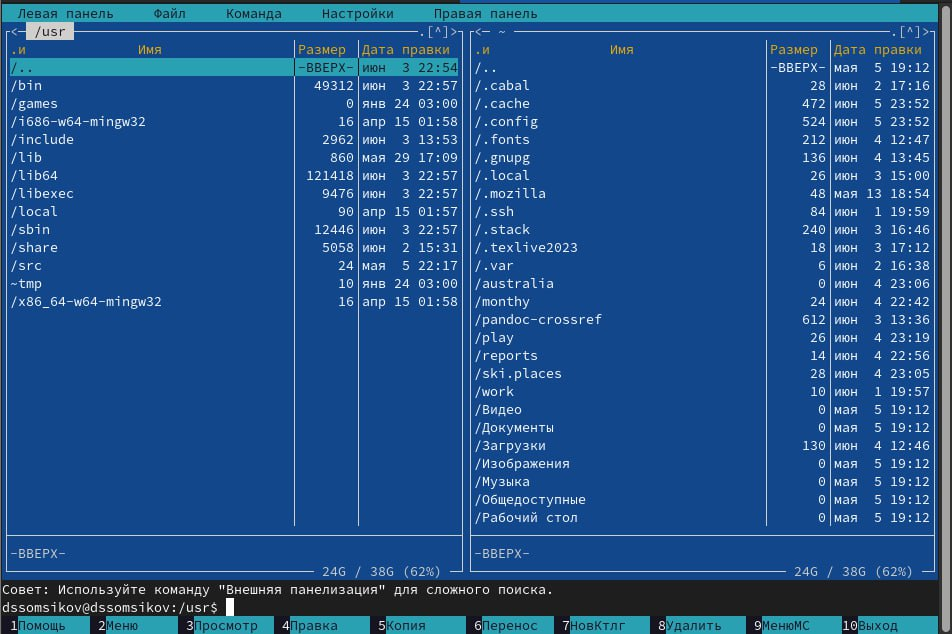 Левая панель Файл Команда Настройки Правая панель
<- /usr .[^]>
.и Имя Размер Дата правки
/.. -ВВЕРХ- июн 3 22:54
/bin 49312 июн 3 22:57
/games 0 янв 24 03:00
/i686-w64-mingw32 16 апр 15 01:58
/include 2962 июн 3 13:53
/lib 860 мая 29 17:09
/lib64 121418 июн 3 22:57
/libexec 9476 июн 3 22:57
/local 90 апр 15 01:57
/sbin 12446 июн 3 22:57
/share 5058 июн 2 15:31
/src 24 мая 5 22:17
~tmp 10 янв 24 03:00
/x86_64-w64-mingw32 16 апр 15 01:58
-ВВЕРХ-
24G / 38G (62%)
<- ~ .[^]>
.и Имя Размер Дата правки
/.. -ВВЕРХ- мая 5 19:12
/.cabal 28 июн 2 17:16
/.cache 472 июн 5 23:52
/.config 524 июн 5 23:52
/.fonts 212 июн 4 12:47
/.gnupg 136 июн 4 13:45
/.local 26 июн 3 15:00
/.mozilla 48 мая 13 18:54
/.ssh 84 июн 1 19:59
/.stack 240 июн 3 16:46
/.texlive2023 18 июн 3 17:12
/.var 6 июн 2 16:38
/australia 0 июн 4 23:06
/monthy 24 июн 4 22:42
/pandoc-crossref 612 июн 3 13:36
/play 26 июн 4 23:19
/reports 14 июн 4 22:56
/ski.places 28 июн 4 23:05
/work 10 июн 1 19:57
/Видео 0 мая 5 19:12
/Документы 0 мая 5 19:12
/Загрузки 130 июн 4 12:46
/Изображения 0 мая 5 19:12
/Музыка 0 мая 5 19:12
/Общедоступные 0 мая 5 19:12
/Рабочий стол 0 мая 5 19:12
-ВВЕРХ-
24G / 38G (62%)
Совет: Используйте команду "Внешняя панелизация" для сложного поиска.
dssomsikov@dssomsikov:/usr$
1Помощь 2Меню 3Просмотр 4Правка 5Копия 6Перенос 7НовКтлг 8Удалить 9МенюМС 10Выход